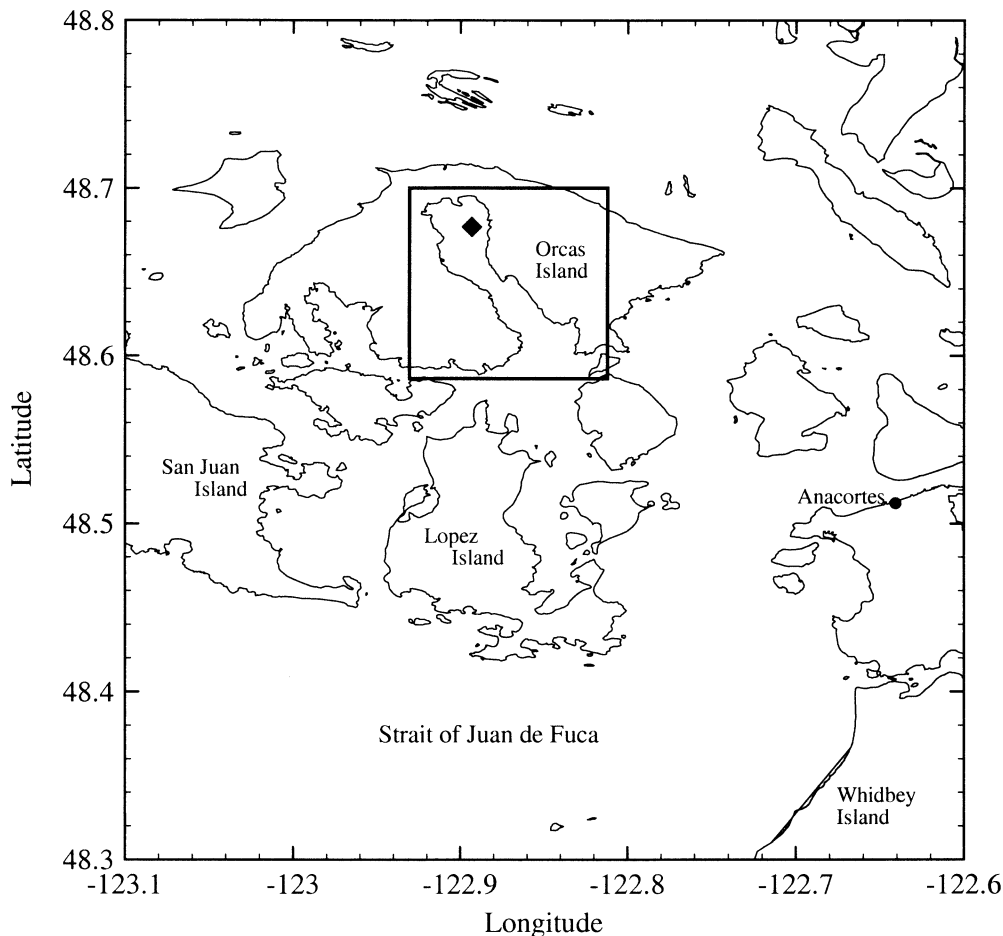 48.8
48.7
Orcas
Island
48.6
Latitude
San Juan
Island
Anacortes
48.5
Lopez
Island
48.4
Strait of Juan de Fuca
Whidbey
Island
48.3
-123.1 -123 -122.9 -122.8 -122.7 -122.6
Longitude